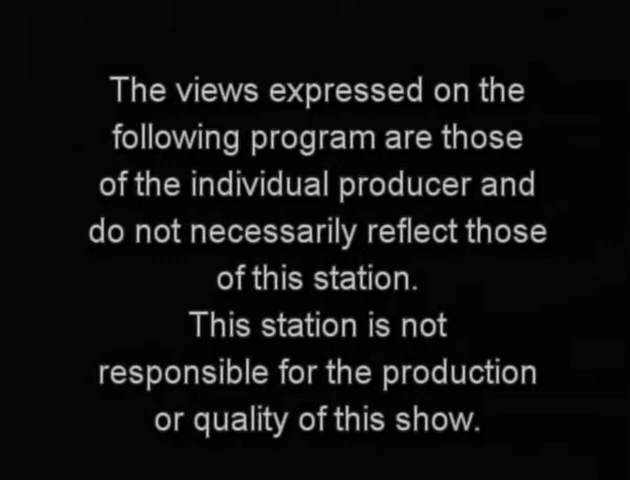 The views expressed on the
following program are those
of the individual producer and
do not necessarily reflect those
of this station.
This station is not
responsible for the production
or quality of this show.